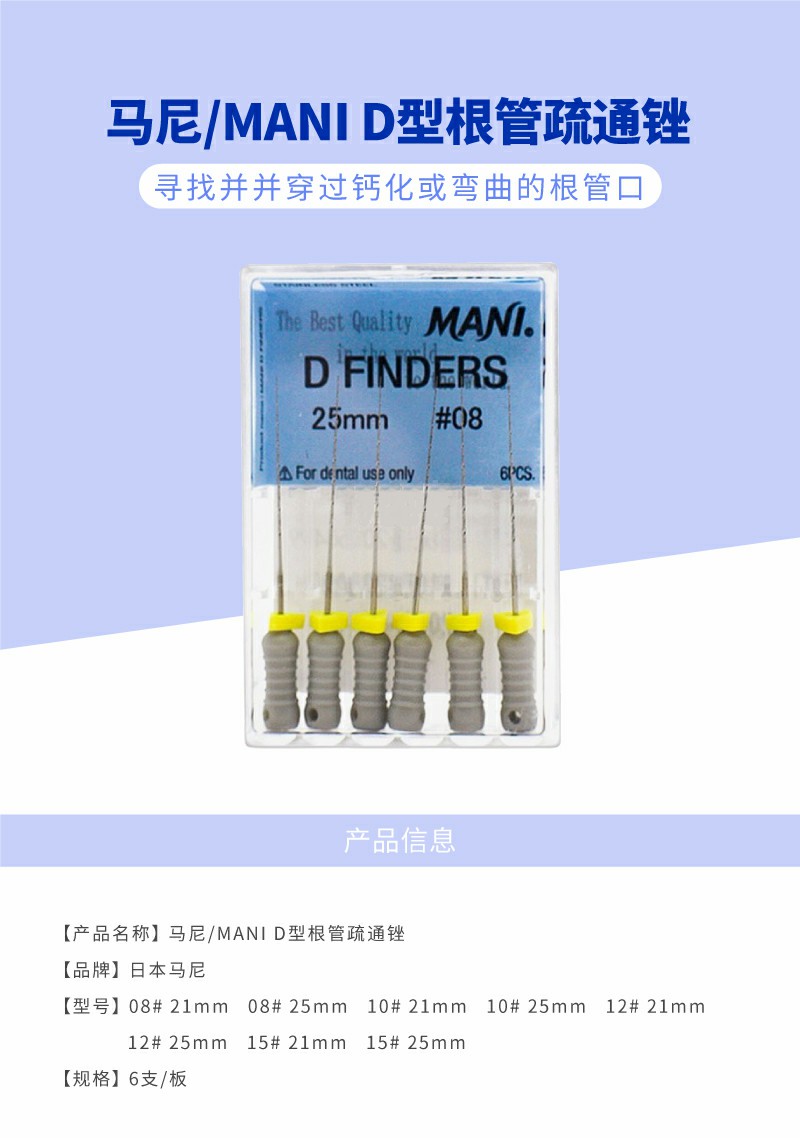 马尼/MANI D型根管疏通锉
寻找并并穿过钙化或弯曲的根管口
STAINLESS STEEL
The Best Quality MANI.
in the world
D FINDERS
25mm #08
For dental use only 6PCS.
产品信息
【产品名称】马尼/MANI D型根管疏通锉
【品牌】日本马尼
【型号】08# 21mm 08# 25mm 10# 21mm 10# 25mm 12# 21mm
12# 25mm 15# 21mm 15# 25mm
【规格】6支/板